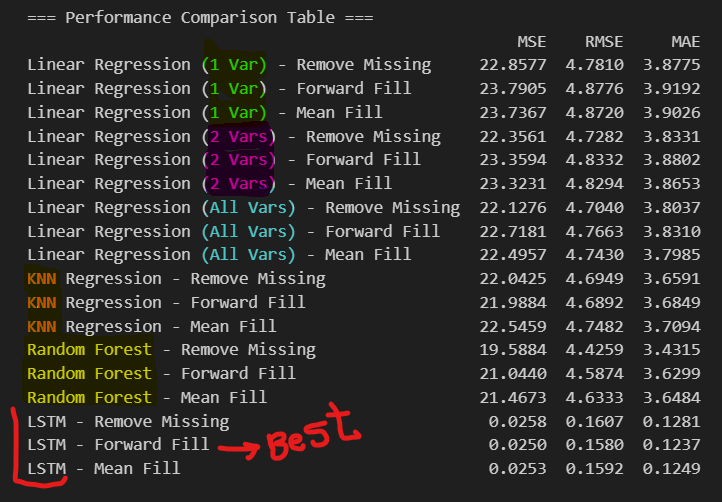 === Performance Comparison Table ===
MSE RMSE MAE
Linear Regression (1 Var) - Remove Missing 22.8577 4.7810 3.8775
Linear Regression (1 Var) - Forward Fill 23.7905 4.8776 3.9192
Linear Regression (1 Var) - Mean Fill 23.7367 4.8720 3.9026
Linear Regression (2 Vars) - Remove Missing 22.3561 4.7282 3.8331
Linear Regression (2 Vars) - Forward Fill 23.3594 4.8332 3.8802
Linear Regression (2 Vars) - Mean Fill 23.3231 4.8294 3.8653
Linear Regression (All Vars) - Remove Missing 22.1276 4.7040 3.8037
Linear Regression (All Vars) - Forward Fill 22.7181 4.7663 3.8310
Linear Regression (All Vars) - Mean Fill 22.4957 4.7430 3.7985
KNN Regression - Remove Missing 22.0425 4.6949 3.6591
KNN Regression - Forward Fill 21.9884 4.6892 3.6849
KNN Regression - Mean Fill 22.5459 4.7482 3.7094
Random Forest - Remove Missing 19.5884 4.4259 3.4315
Random Forest - Forward Fill 21.0440 4.5874 3.6299
Random Forest - Mean Fill 21.4673 4.6333 3.6484
LSTM - Remove Missing 0.0258 0.1607 0.1281
LSTM - Forward Fill → Best 0.0250 0.1580 0.1237
LSTM - Mean Fill 0.0253 0.1592 0.1249